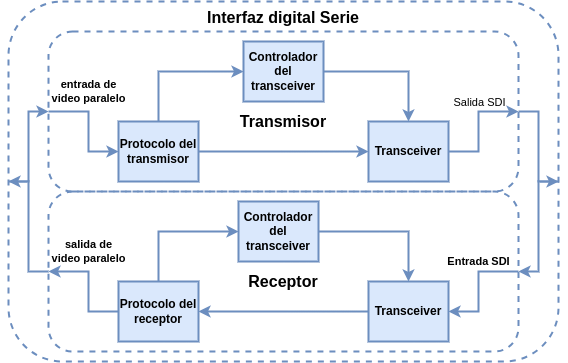 Interfaz digital Serie
Controlador
del
transceiver
entrada de
video paralelo
Salida SDI
Transmisor
Protocolo del
transmisor
Transceiver
Controlador
del
transceiver
salida de
video paralelo
Entrada SDI
Receptor
Protocolo del
receptor
Transceiver